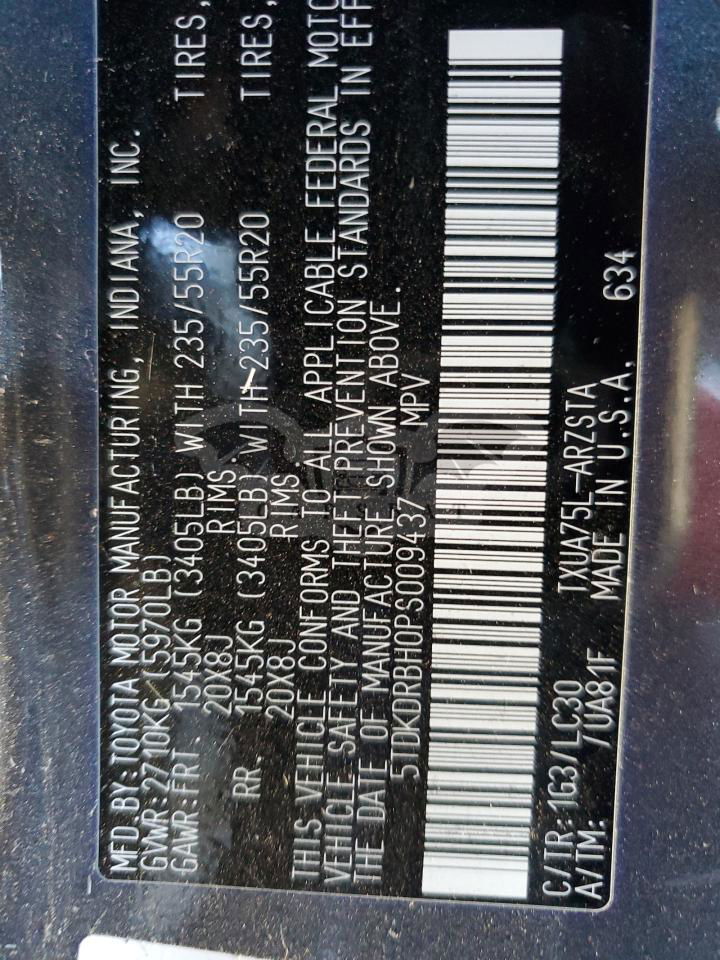 MFD.BY:TOYOTA MOTOR MANUFACTURING, INDIANA, INC.
GVWR:2710KG (5970LB)
GAWR:FRT. 1545KG (3405LB) WITH 235/55R20 TIRES,
20X8J RIMS
RR. 1545KG (3405LB) WITH 235/55R20 TIRES,
20X8J RIMS.
THIS VEHICLE CONFORMS TO ALL APPLICABLE FEDERAL
VEHICLE SAFETY AND THEFT PREVENTION STANDARDS IN
THE DATE OF MANUFACTURE SHOWN ABOVE.
5TDKDRBH0PS009437 MPV
C/TR:1G3/LC30 TXUA75L-ARZSTA
A/TM: /UA81F MADE IN U.S.A. 634